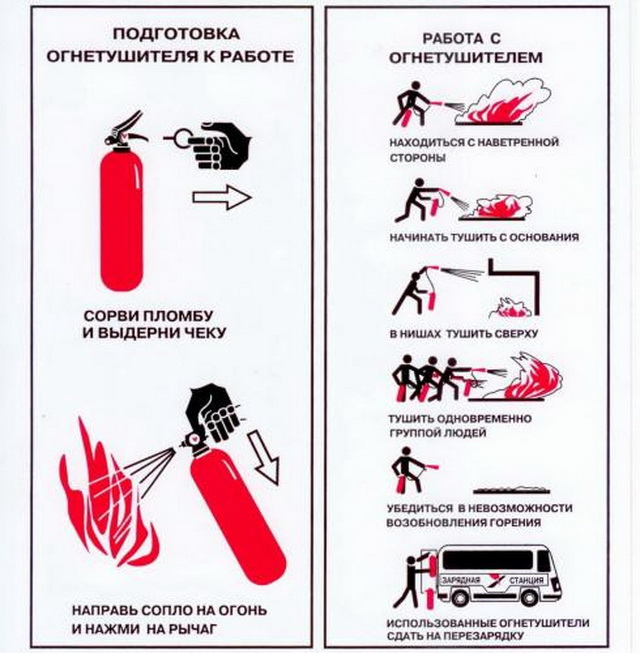 ПОДГОТОВКА
ОГНЕТУШИТЕЛЯ К РАБОТЕ
СОРВИ ПЛОМБУ
И ВЫДЕРНИ ЧЕКУ
НАПРАВЬ СОПЛО НА ОГОНЬ
И НАЖМИ НА РЫЧАГ
РАБОТА С
ОГНЕТУШИТЕЛЕМ
НАХОДИТЬСЯ С НАВЕТРЕННОЙ
СТОРОНЫ
НАЧИНАТЬ ТУШИТЬ С ОСНОВАНИЯ
В НИШАХ ТУШИТЬ СВЕРХУ
ТУШИТЬ ОДНОВРЕМЕННО
ГРУППОЙ ЛЮДЕЙ
УБЕДИТЬСЯ В НЕВОЗМОЖНОСТИ
ВОЗОБНОВЛЕНИЯ ГОРЕНИЯ
ЗАРЯДНАЯ СТАНЦИЯ
ИСПОЛЬЗОВАННЫЕ ОГНЕТУШИТЕЛИ
СДАТЬ НА ПЕРЕЗАРЯДКУ